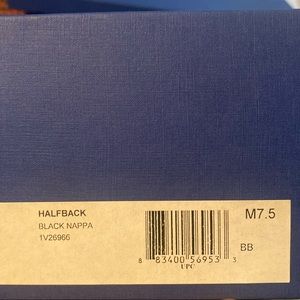 HALFBACK
BLACK NAPPA
1V26966
M7.5
BB
8 83400 56953 3
UPC